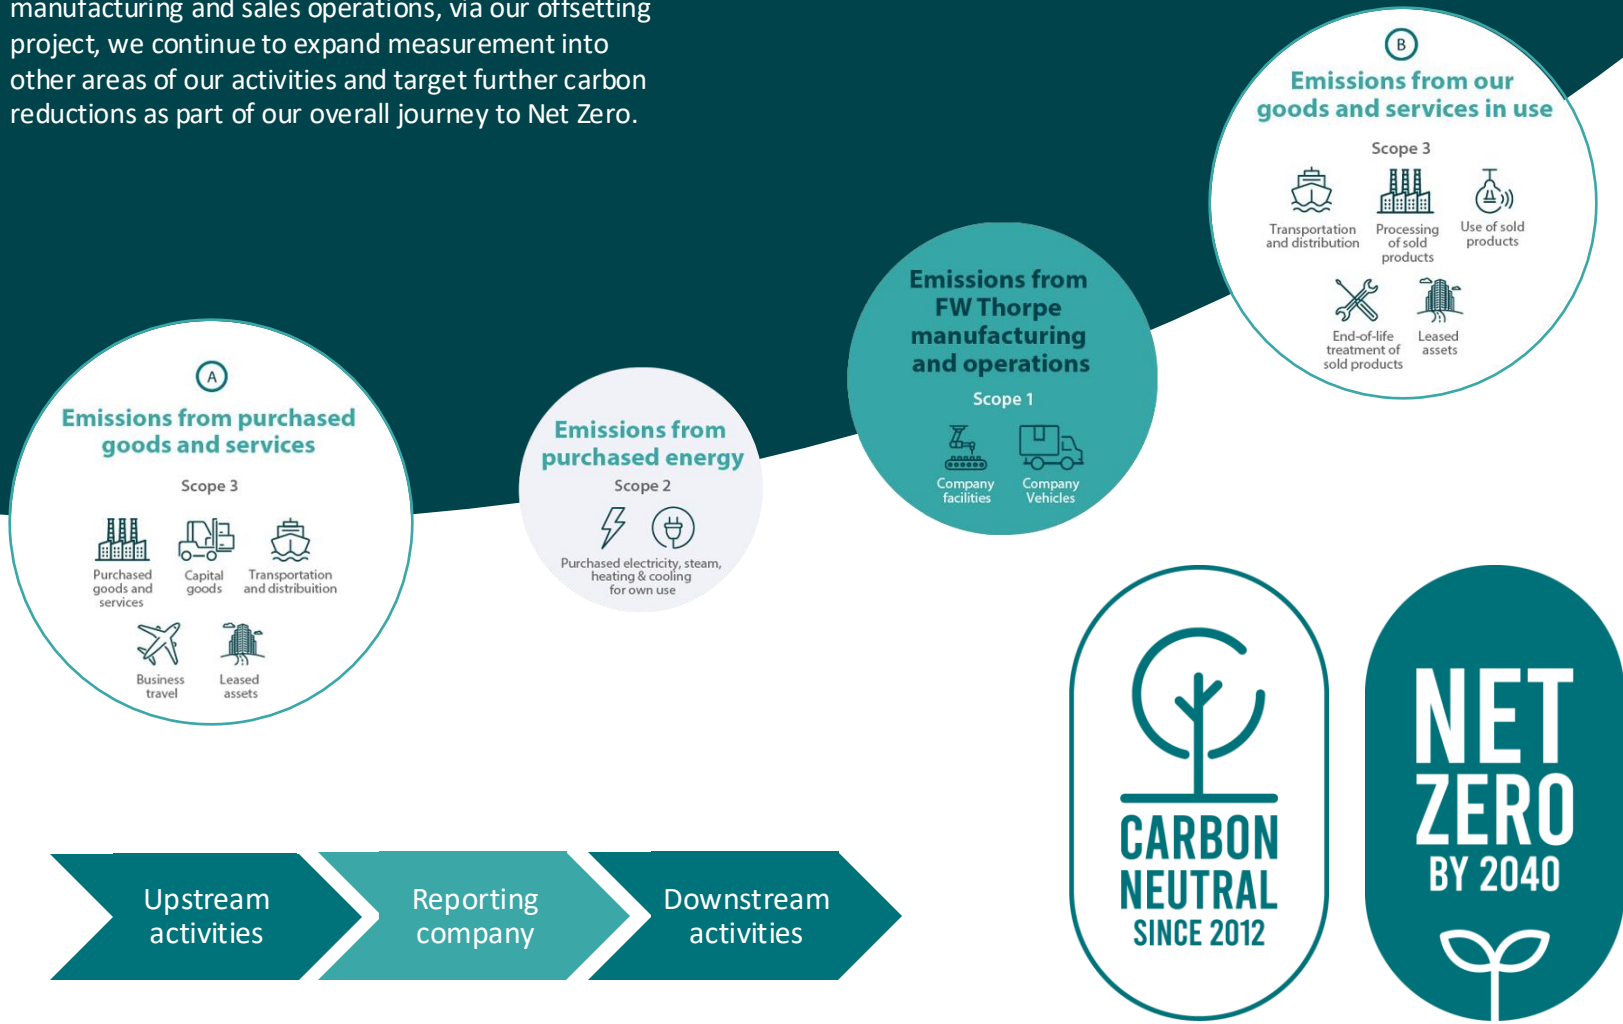 manufacturing and sales operations, via our offsetting
project, we continue to expand measurement into
other areas of our activities and target further carbon
reductions as part of our overall journey to Net Zero.
A
Emissions from purchased
goods and services
Scope 3
Purchased
goods and
services
Capital
goods
Transportation
and distribuition
Business
travel
Leased
assets
Emissions from
purchased energy
Scope 2
Purchased electricity, steam,
heating & cooling
for own use
Emissions from
FW Thorpe
manufacturing
and operations
Scope 1
Company
facilities
Company
Vehicles
B
Emissions from our
goods and services in use
Scope 3
Transportation
and distribution
Processing
of sold
products
Use of sold
products
End-of-life
treatment of
sold products
Leased
assets
Upstream
activities
Reporting
company
Downstream
activities
CARBON
NEUTRAL
SINCE 2012
NET
ZERO
BY 2040